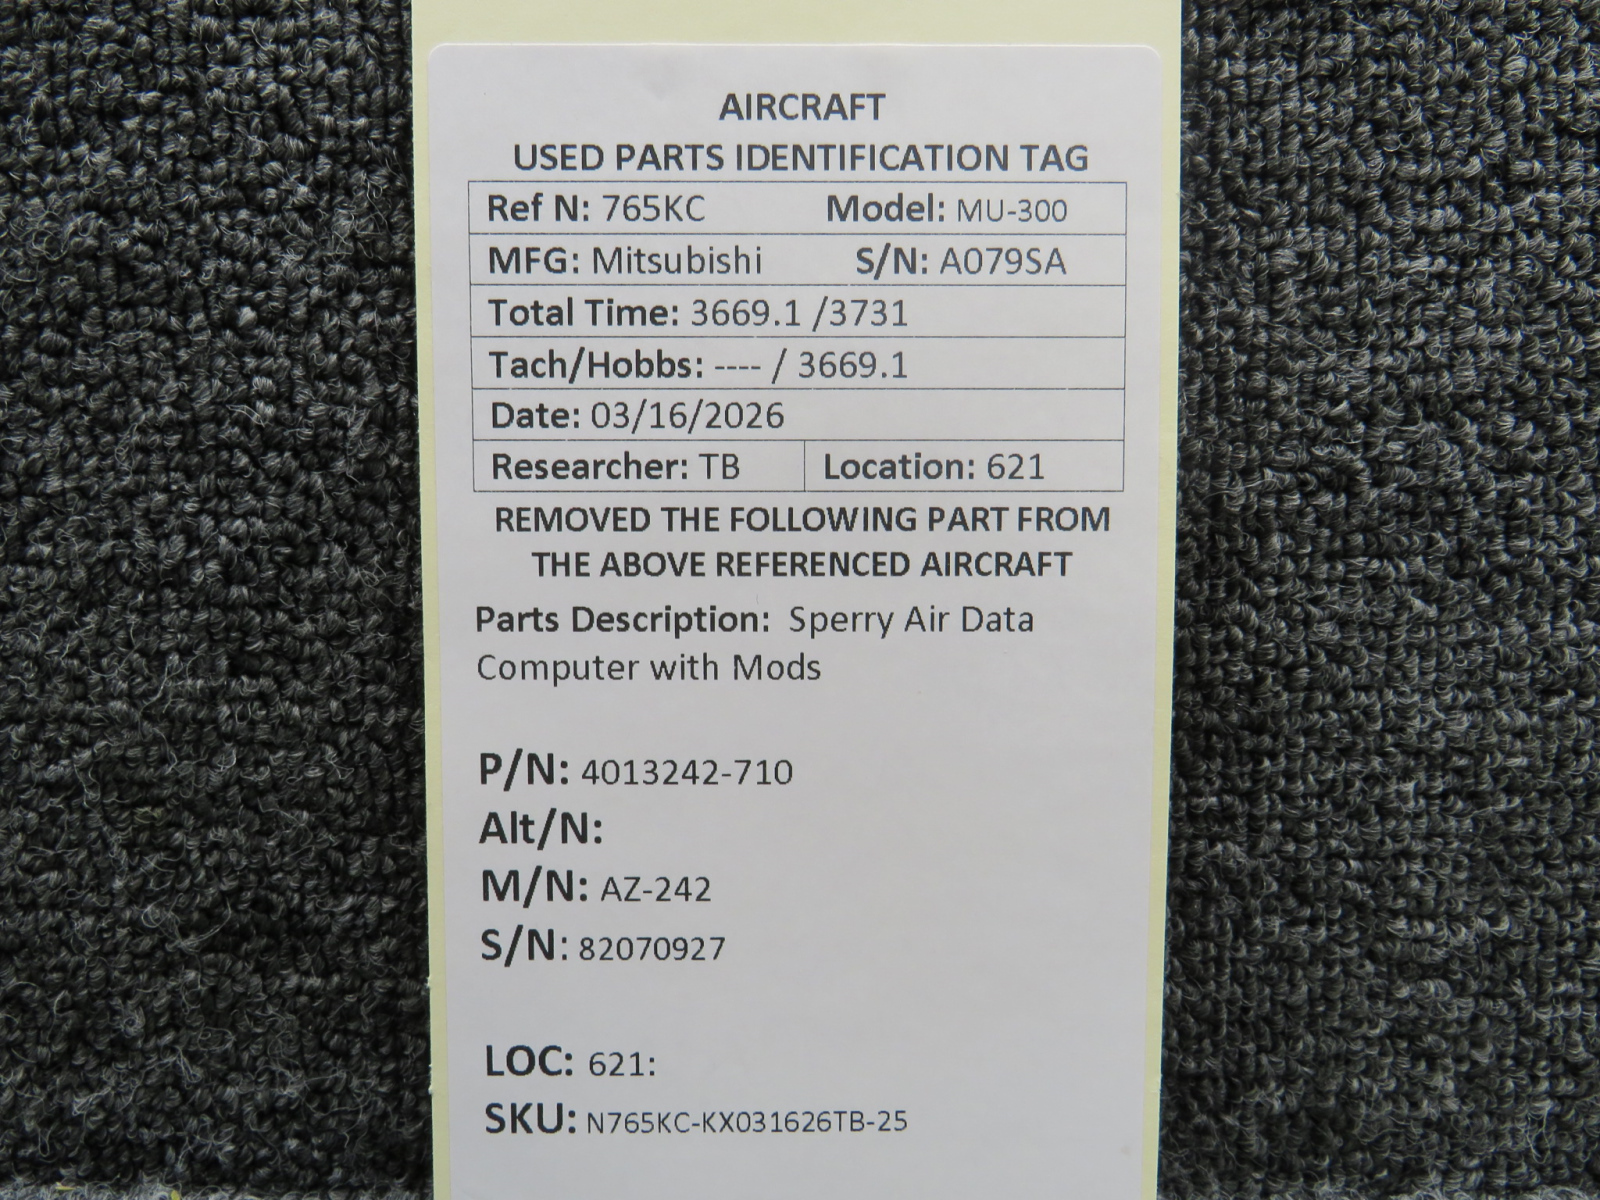 AIRCRAFT
USED PARTS IDENTIFICATION TAG
Ref N: 765KC Model: MU-300
MFG: Mitsubishi S/N: A079SA
Total Time: 3669.1 /3731
Tach/Hobbs: ---- / 3669.1
Date: 03/16/2026
Researcher: TB Location: 621
REMOVED THE FOLLOWING PART FROM
THE ABOVE REFERENCED AIRCRAFT
Parts Description: Sperry Air Data
Computer with Mods
P/N: 4013242-710
Alt/N:
M/N: AZ-242
S/N: 82070927
LOC: 621:
SKU: N765KC-KX031626TB-25